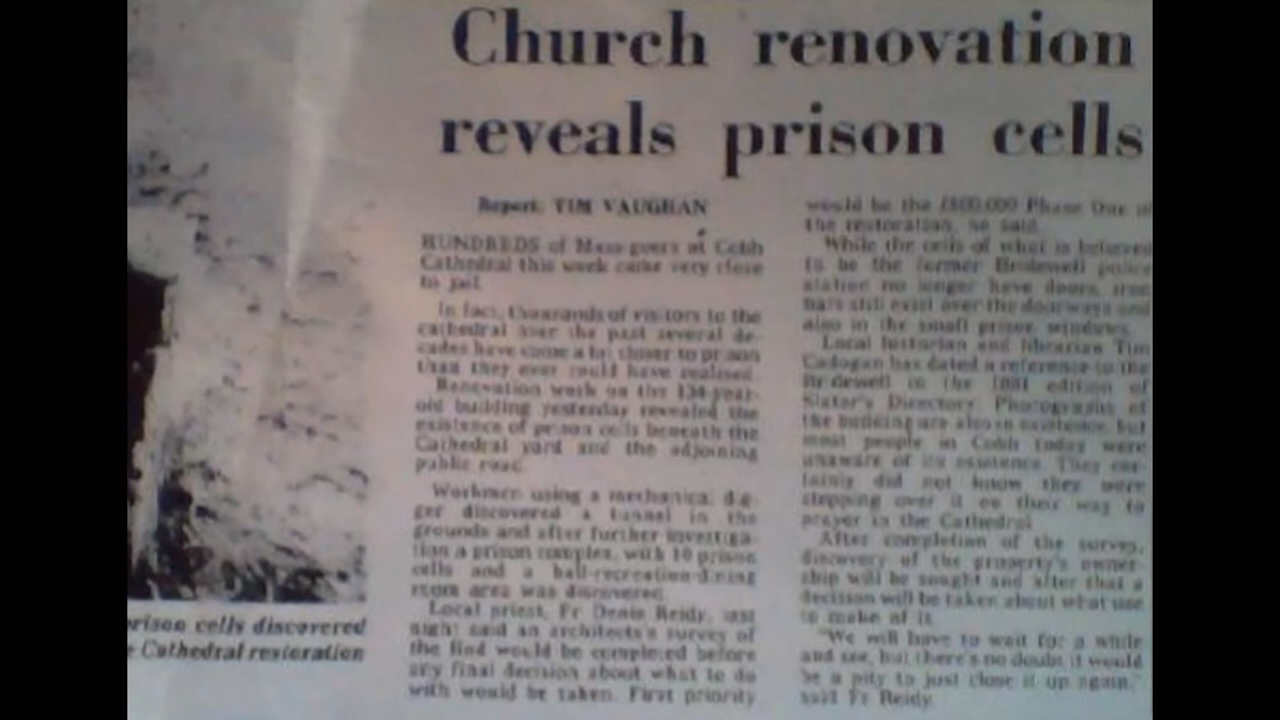 Church renovation
reveals prison cells
Report: TIM VAUGHAN
HUNDREDS of Mass-goers at Cobh
Cathedral this week came very close
to jail.
In fact, thousands of visitors to the
cathedral over the past several de-
cades have come a lot closer to prison
than they ever could have realised.
Renovation work on the 134-year-
old building yesterday revealed the
existence of prison cells beneath the
Cathedral yard and the adjoining
public road.
Workmen using a mechanical dig-
ger discovered a tunnel in the
grounds and after further investiga-
tion a prison complex, with 10 prison
cells and a hall-recreation-dining
room area was discovered.
Local priest, Fr Denis Reidy, last
night said an architect's survey of
the find would be completed before
any final decision about what to do
with would be taken. First priority
would be the £800,000 Phase One of
the restoration, he said.
While the cells of what is believed
to be the former Bridewell police
station no longer have doors, iron
bars still exist over the doorways and
also in the small prison windows.
Local historian and librarian Tim
Cadogan has dated a reference to the
Bridewell in the 1881 edition of
Slater's Directory. Photographs of
the building are also in existence, but
most people in Cobh today were
unaware of its existence. They cer-
tainly did not know they were
stepping over it on their way to
prayer in the Cathedral.
After completion of the survey,
discovery of the property's owner-
ship will be sought and after that a
decision will be taken about what use
to make of it.
"We will have to wait for a while
and see, but there's no doubt it would
be a pity to just close it up again,"
said Fr Reidy.
prison cells discovered
Cathedral restoration